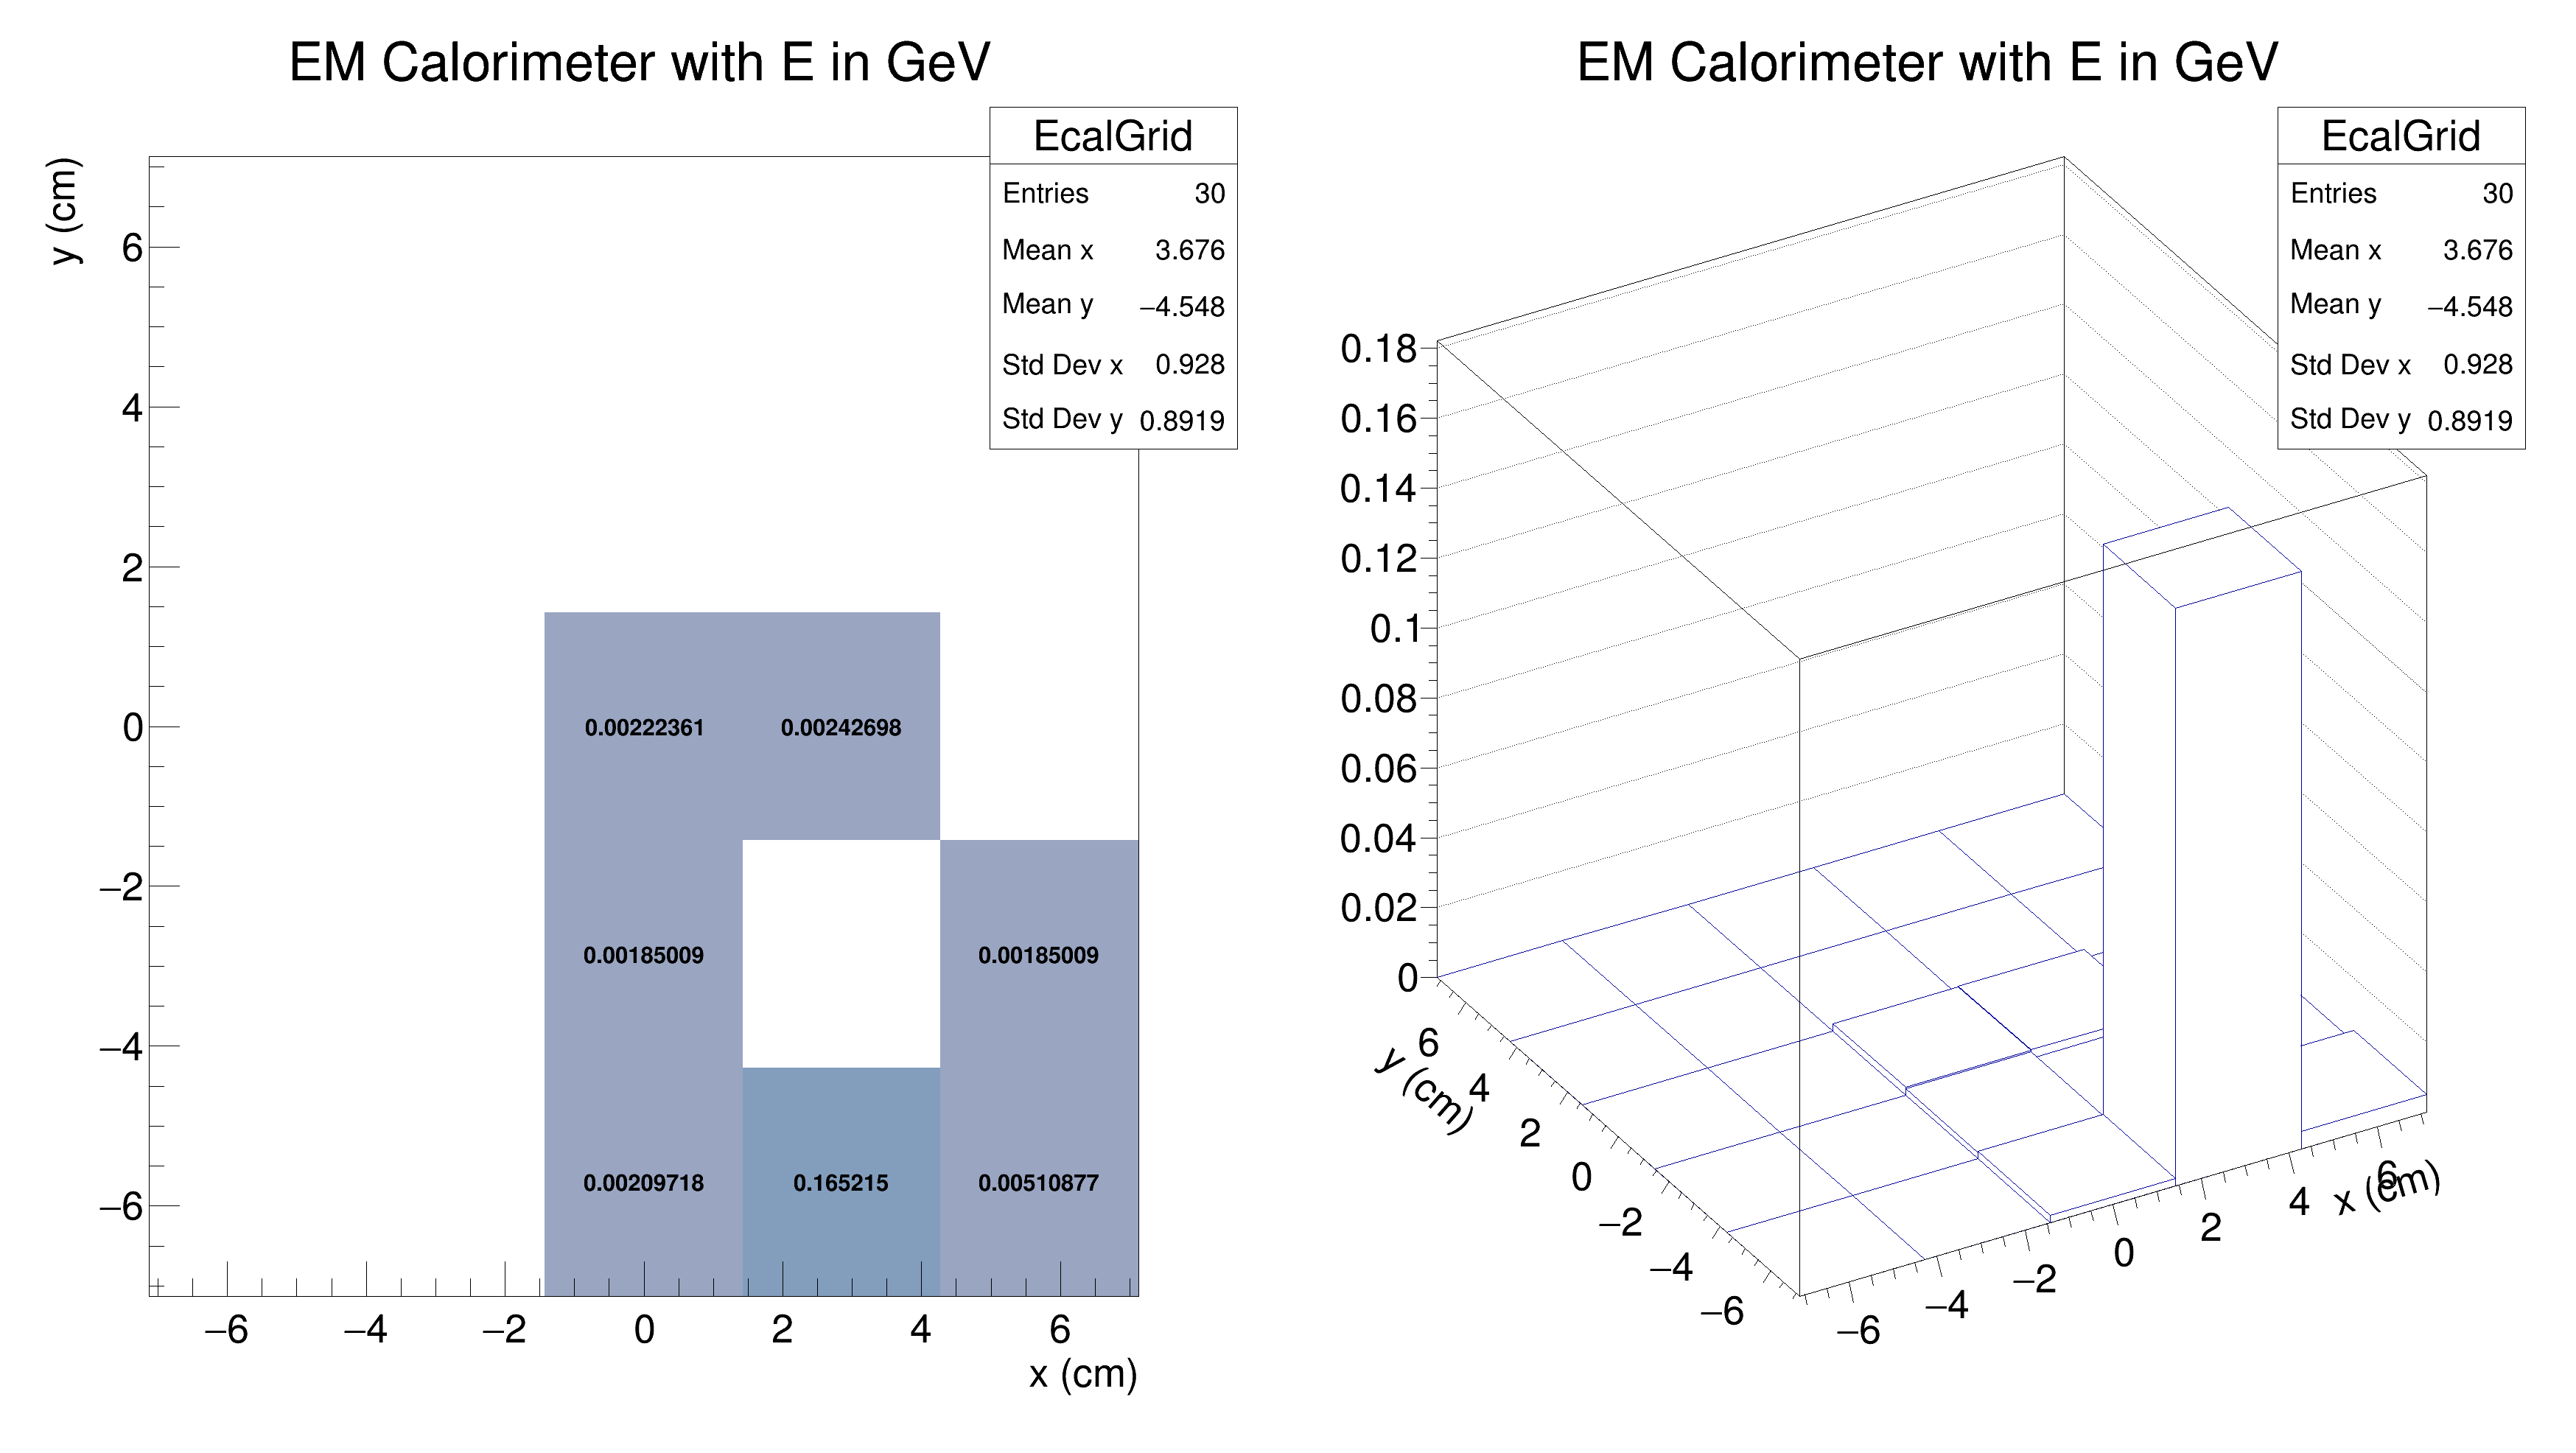 EM Calorimeter with E in GeV
EcalGrid
Entries 30
Mean x 3.676
Mean y −4.548
Std Dev x 0.928
Std Dev y 0.8919
y (cm)
6
4
2
0
−2
−4
−6
0.00222361 0.00242698
0.00185009 0.00185009
0.00209718 0.165215 0.00510877
−6 −4 −2 0 2 4 6
x (cm)
EM Calorimeter with E in GeV
EcalGrid
Entries 30
Mean x 3.676
Mean y −4.548
Std Dev x 0.928
Std Dev y 0.8919
0.18
0.16
0.14
0.12
0.1
0.08
0.06
0.04
0.02
0
y (cm)
6
4
2
0
−2
−4
−6
−6
−4
−2
0
2
4
6
x (cm)